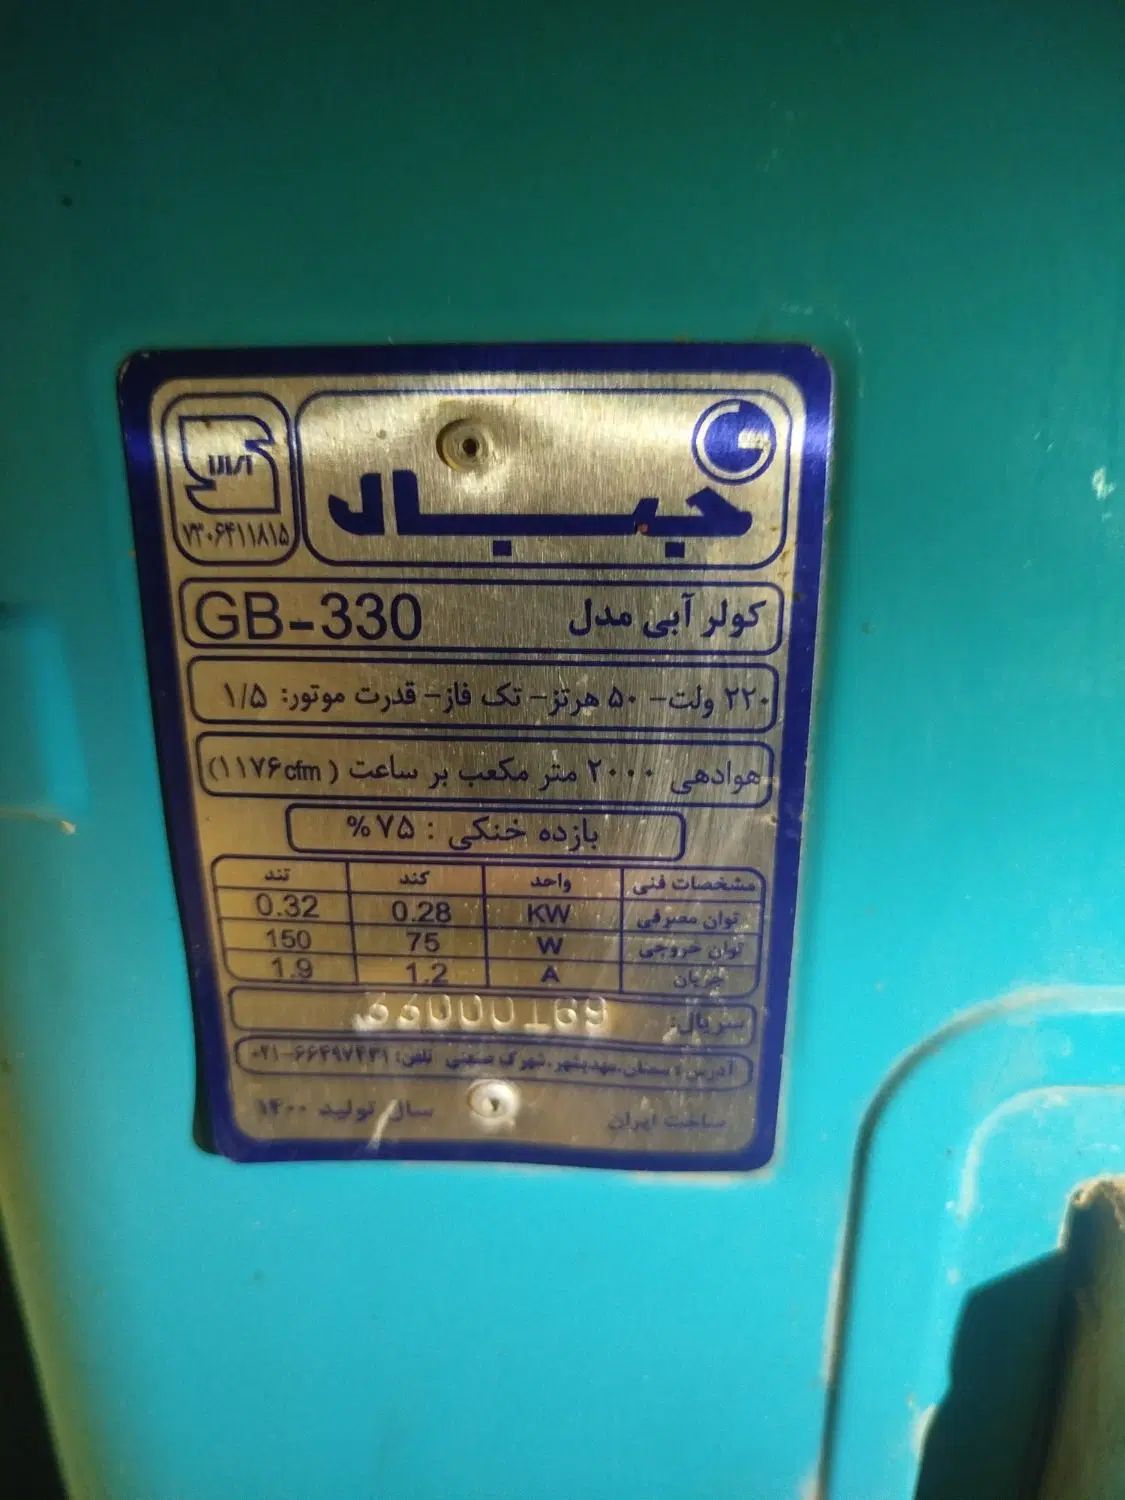 جبال
۷۳۰۶۴۱۱۸۱۵
کولر آبی مدل GB-330
۲۲۰ ولت- ۵۰ هرتز- تک فاز- قدرت موتور: ۱/۵
هوادهی ۲۰۰۰ متر مکعب بر ساعت (۱۱۷۶cfm)
بازده خنکی : ۷۵%
مشخصات فنی واحد کند تند
توان مصرفی KW 0.28 0.32
توان خروجی W 75 150
جریان A 1.2 1.9
سریال:
آدرس: سمنان.مهدیشهر.شهرک صنعتی تلفن: ۰۲۱-۶۶۴۹۷۴۳۱
ساخت ایران سال تولید ۱۴۰۰